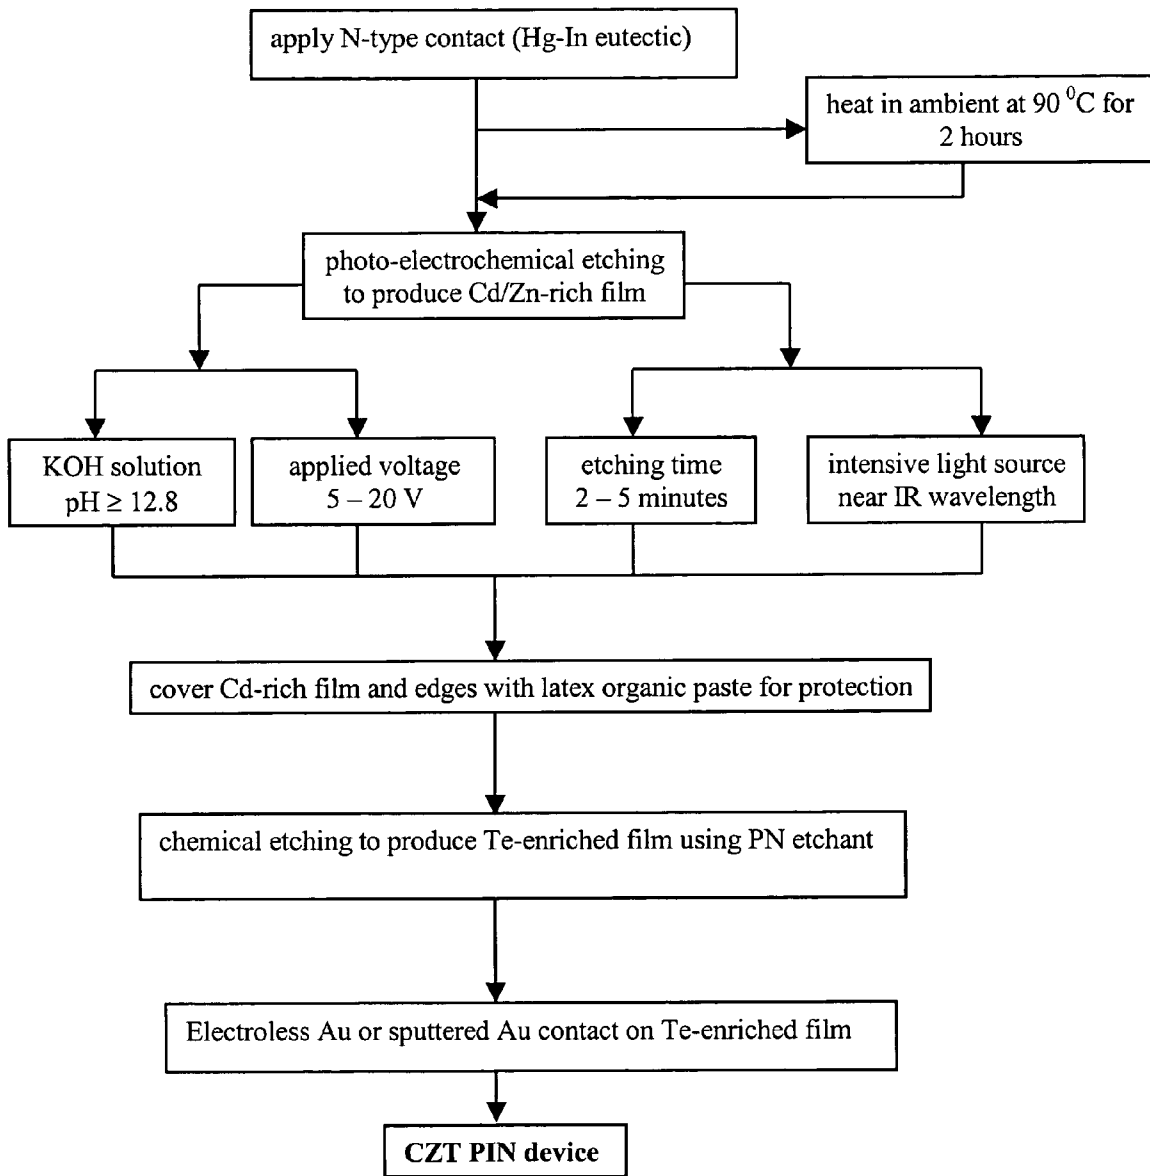 apply N-type contact (Hg-In eutectic)
heat in ambient at 90 ⁰C for
2 hours
photo-electrochemical etching
to produce Cd/Zn-rich film
KOH solution
pH ≥ 12.8
applied voltage
5 – 20 V
etching time
2 – 5 minutes
intensive light source
near IR wavelength
cover Cd-rich film and edges with latex organic paste for protection
chemical etching to produce Te-enriched film using PN etchant
Electroless Au or sputtered Au contact on Te-enriched film
CZT PIN device